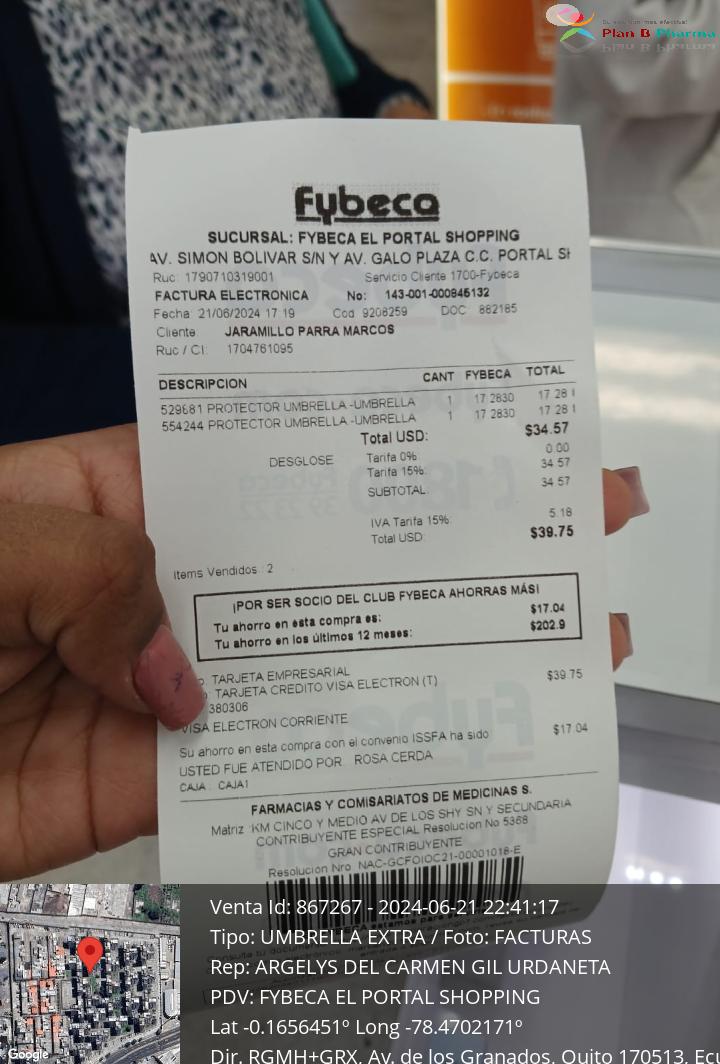 Plan B Pharma
Fybeca
SUCURSAL: FYBECA EL PORTAL SHOPPING
AV. SIMON BOLIVAR S/N Y AV. GALO PLAZA C.C. PORTAL SH
Ruc: 1790710319001 Servicio Cliente 1700-Fybeca
FACTURA ELECTRONICA No: 143-001-000845132
Fecha: 21/06/2024 17 19 Cod 9208259 DOC: 882185
Cliente: JARAMILLO PARRA MARCOS
Ruc / CI: 1704761095
DESCRIPCION CANT FYBECA TOTAL
529681 PROTECTOR UMBRELLA -UMBRELLA 1 17 2830 17 28 1
554244 PROTECTOR UMBRELLA -UMBRELLA 1 17 2830 17 28 1
Total USD: $34.57
DESGLOSE Tarifa 0% 0.00
Tarifa 15%: 34.57
SUBTOTAL: 34.57
IVA Tarifa 15%: 5.18
Total USD: $39.75
Items Vendidos : 2
¡POR SER SOCIO DEL CLUB FYBECA AHORRAS MÁS!
Tu ahorro en esta compra es: $17.04
Tu ahorro en los últimos 12 meses: $202.9
TARJETA EMPRESARIAL $39.75
TARJETA CREDITO VISA ELECTRON (T)
380306
VISA ELECTRON CORRIENTE
Su ahorro en esta compra con el convenio ISSFA ha sido $17.04
USTED FUE ATENDIDO POR: ROSA CERDA
CAJA : CAJA1
FARMACIAS Y COMISARIATOS DE MEDICINAS S.
Matriz :KM CINCO Y MEDIO AV DE LOS SHY SN Y SECUNDARIA
CONTRIBUYENTE ESPECIAL Resolucion No 5368
GRAN CONTRIBUYENTE
Resolucion Nro. NAC-GCFOIOC21-00001018-E
Venta Id: 867267 - 2024-06-21 22:41:17
Tipo: UMBRELLA EXTRA / Foto: FACTURAS
Rep: ARGELYS DEL CARMEN GIL URDANETA
PDV: FYBECA EL PORTAL SHOPPING
Lat -0.1656451º Long -78.4702171º
Dir. RGMH+GRX, Av. de los Granados, Quito 170513, Ecu
Google